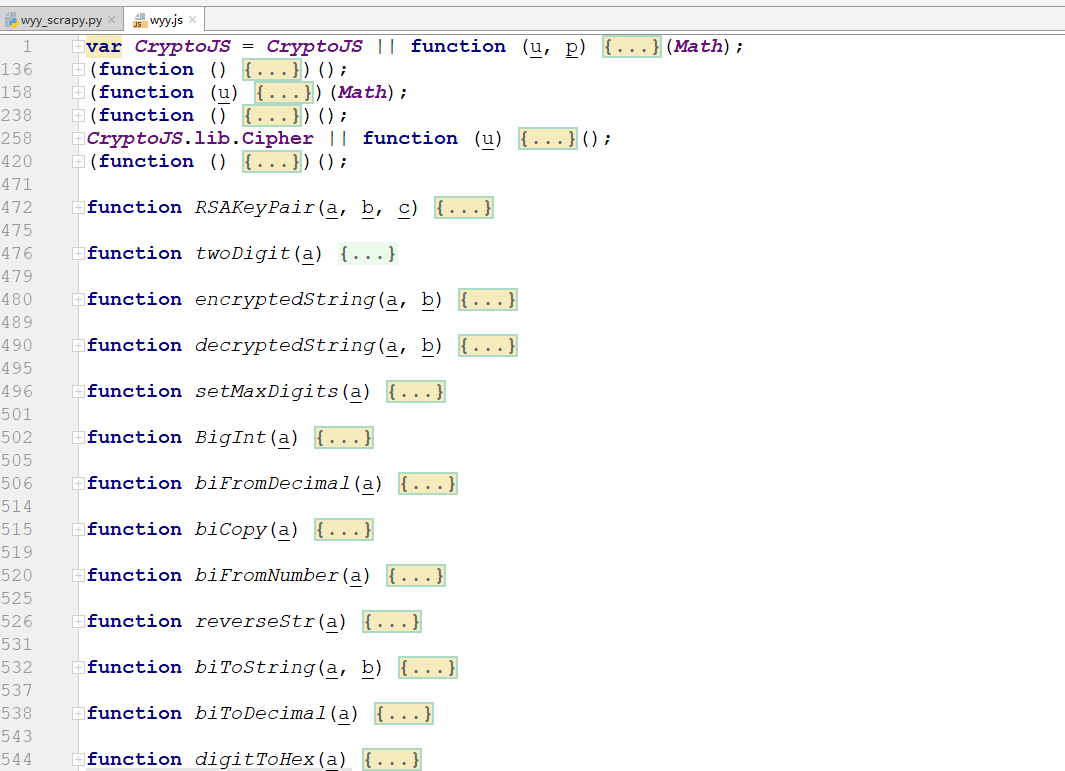 wyy_scrapy.py × wyy.js ×
1 var CryptoJS = CryptoJS || function (u, p) {...}(Math);
136 (function () {...})();
158 (function (u) {...})(Math);
238 (function () {...})();
258 CryptoJS.lib.Cipher || function (u) {...}();
420 (function () {...})();
471
472 function RSAKeyPair(a, b, c) {...}
475
476 function twoDigit(a) {...}
479
480 function encryptedString(a, b) {...}
489
490 function decryptedString(a, b) {...}
495
496 function setMaxDigits(a) {...}
501
502 function BigInt(a) {...}
505
506 function biFromDecimal(a) {...}
514
515 function biCopy(a) {...}
519
520 function biFromNumber(a) {...}
525
526 function reverseStr(a) {...}
531
532 function biToString(a, b) {...}
537
538 function biToDecimal(a) {...}
543
544 function digitToHex(a) {...}